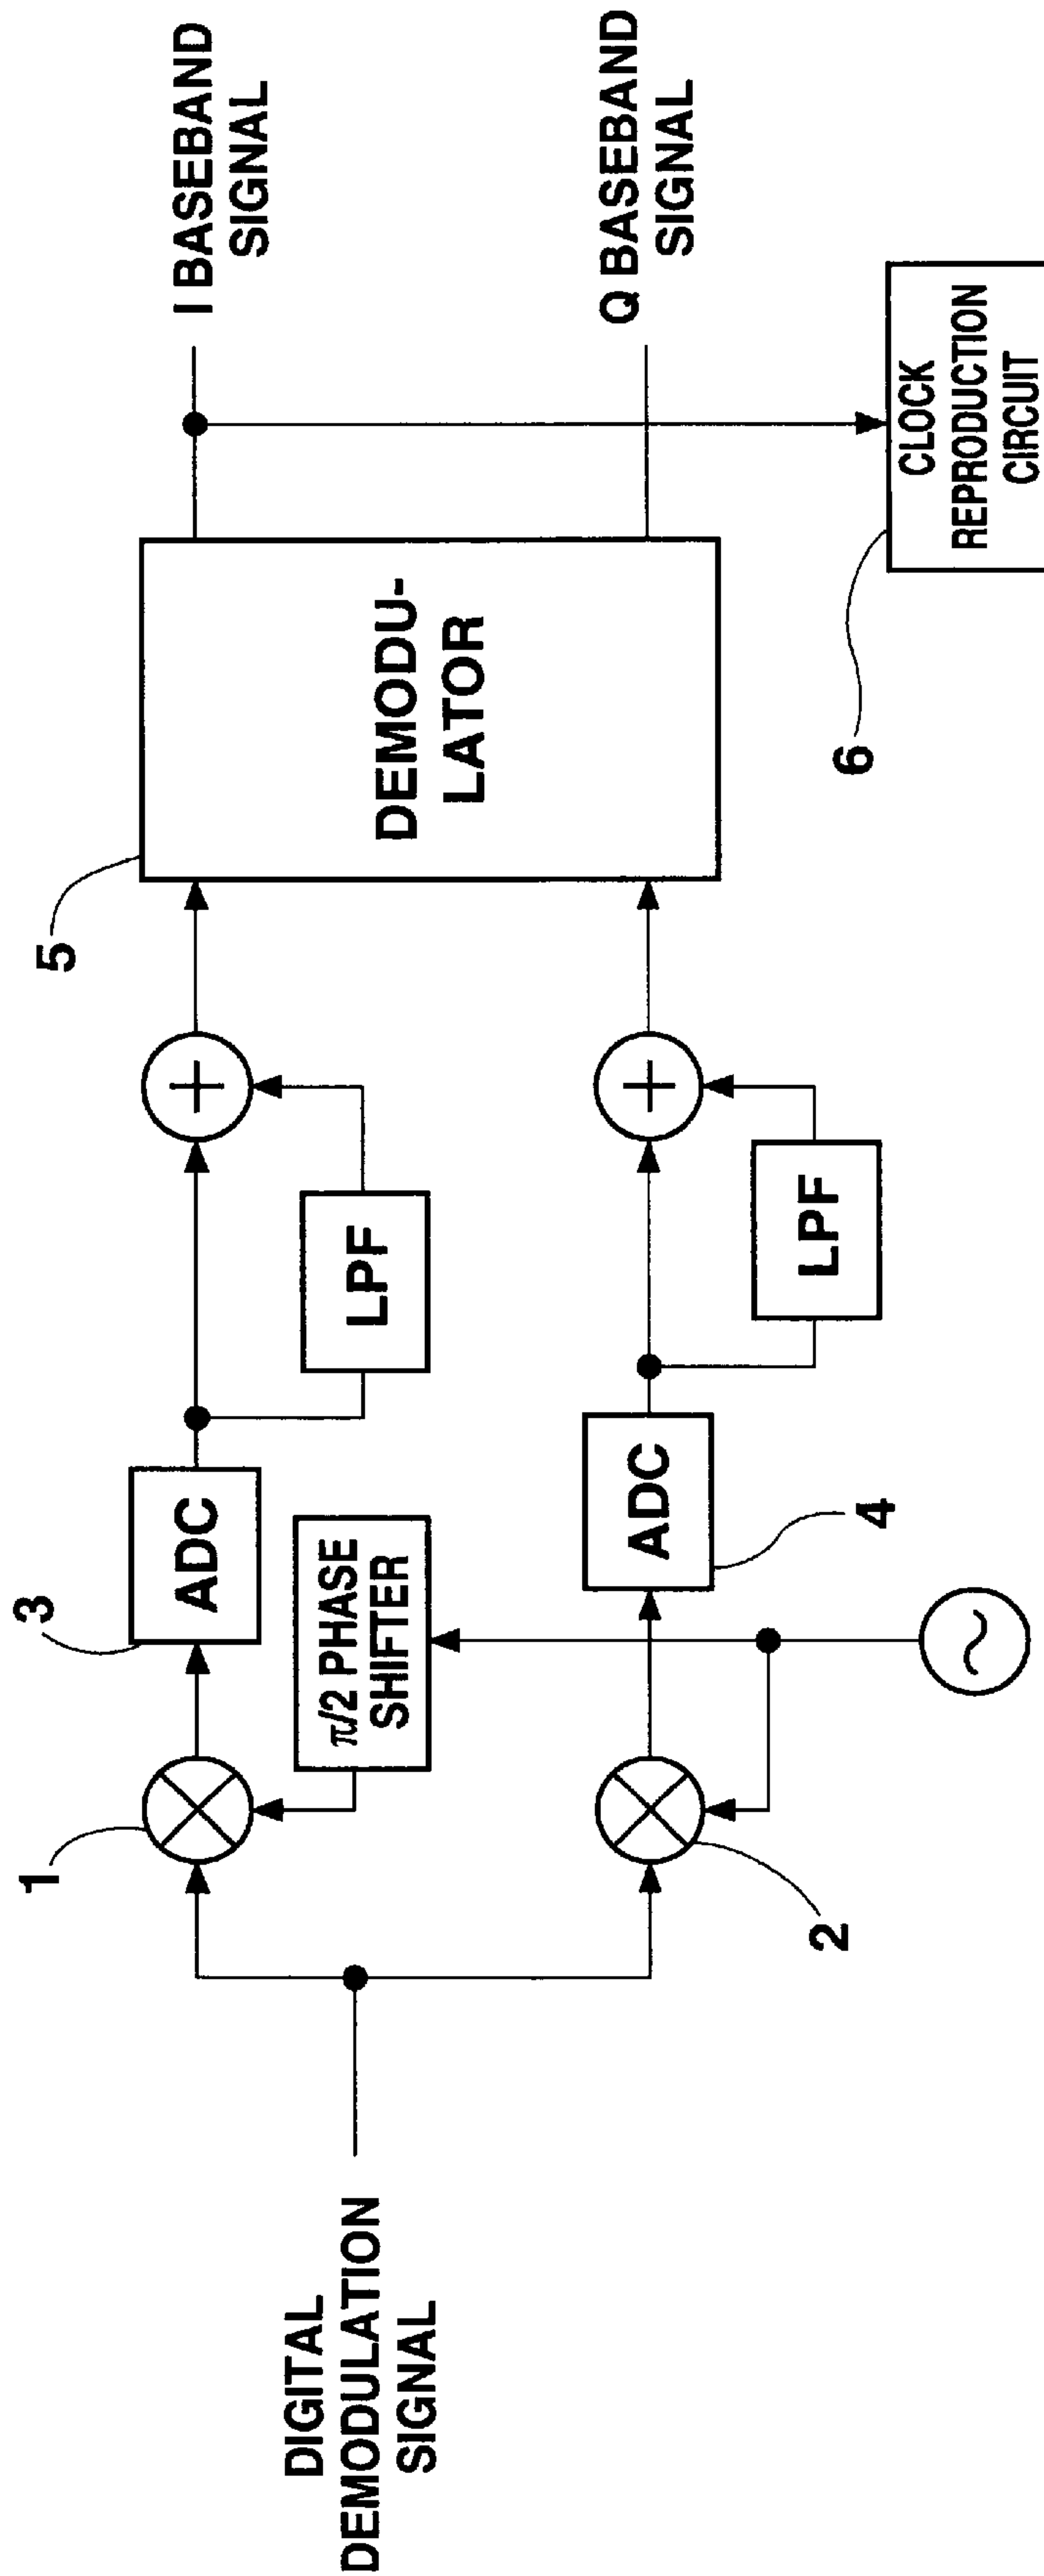 DIGITAL
DEMODULATION
SIGNAL
1
2
π/2 PHASE
SHIFTER
3
ADC
ADC
4
LPF
LPF
5
DEMODU-
LATOR
6
I BASEBAND
SIGNAL
Q BASEBAND
SIGNAL
CLOCK
REPRODUCTION
CIRCUIT